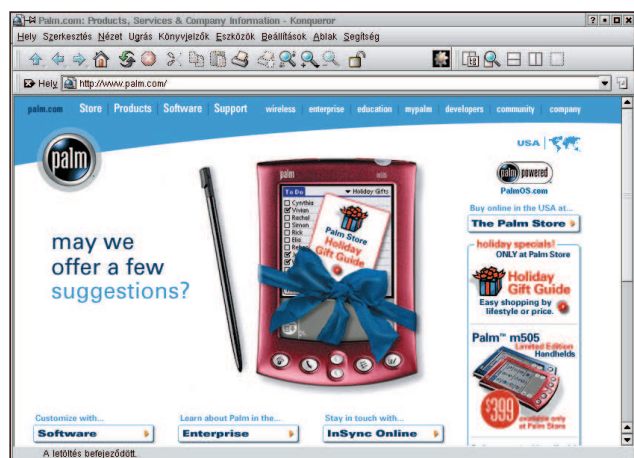 Palm.com: Products, Services & Company Information - Konqueror
Hely Szerkesztés Nézet Ugrás Könyvjelzők Eszközök Beállítások Ablak Segítség
Hely http://www.palm.com/
palm.com Store Products Software Support wireless enterprise education mypalm developers community company
USA
palm
palm powered
PalmOS.com
palm m505
To Do Holiday Gifts
Cynthia
Vivian
Rachel
Simon
Rick
Ella
Palm Store
Holiday
Gift Guide
may we
offer a few
suggestions?
Buy online in the USA at...
The Palm Store
holiday specials!
ONLY at Palm Store
Holiday
Gift Guide
Easy shopping by
lifestyle or price.
Palm™ m505
Limited Edition
Handhelds
$399
available only
at Palm Store
Customize with...
Software
Learn about Palm in the...
Enterprise
Stay in touch with...
InSync Online
A letöltés befejeződött.